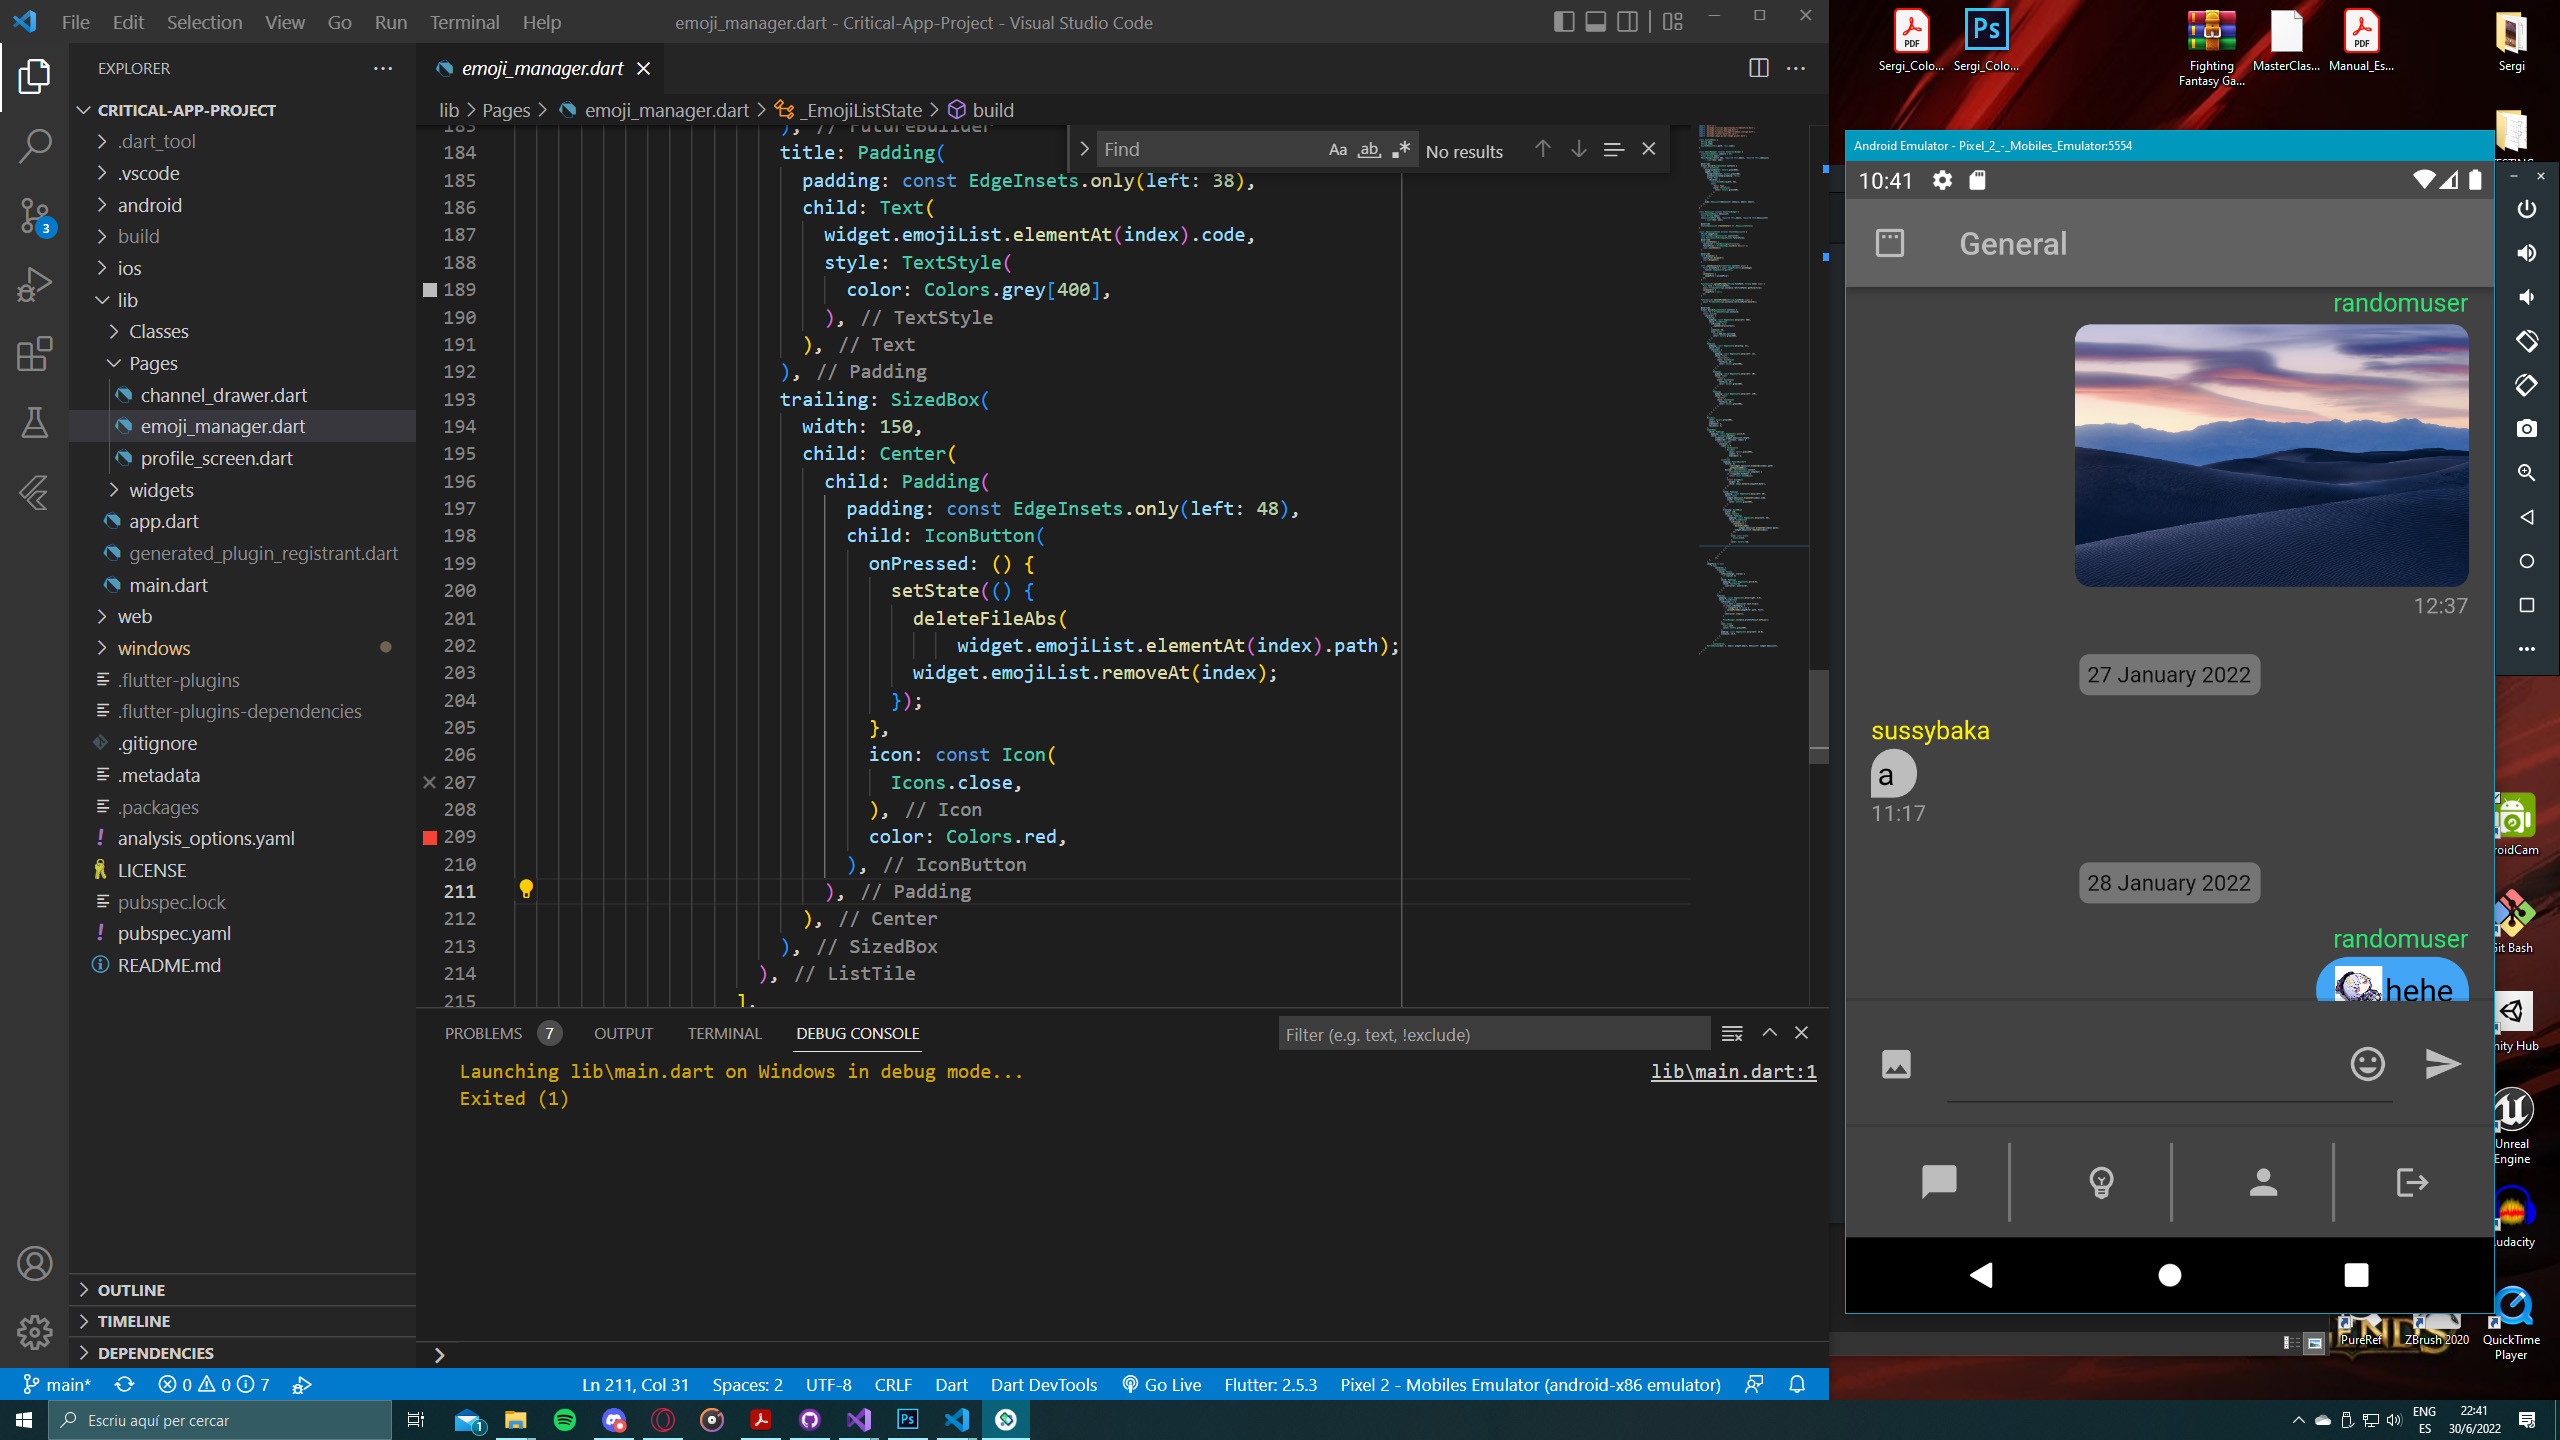 File Edit Selection View Go Run Terminal Help
emoji_manager.dart - Critical-App-Project - Visual Studio Code
EXPLORER
CRITICAL-APP-PROJECT
.dart_tool
.vscode
android
build
ios
lib
Classes
Pages
channel_drawer.dart
emoji_manager.dart
profile_screen.dart
widgets
app.dart
generated_plugin_registrant.dart
main.dart
web
windows
.flutter-plugins
.flutter-plugins-dependencies
.gitignore
.metadata
.packages
analysis_options.yaml
LICENSE
pubspec.lock
pubspec.yaml
README.md
OUTLINE
TIMELINE
DEPENDENCIES
3
emoji_manager.dart
lib > Pages > emoji_manager.dart > _EmojiListState > build
Find
Aa ab .*
No results
183 ), // FutureBuilder
184 title: Padding(
185 padding: const EdgeInsets.only(left: 38),
186 child: Text(
187 widget.emojiList.elementAt(index).code,
188 style: TextStyle(
189 color: Colors.grey[400],
190 ), // TextStyle
191 ), // Text
192 ), // Padding
193 trailing: SizedBox(
194 width: 150,
195 child: Center(
196 child: Padding(
197 padding: const EdgeInsets.only(left: 48),
198 child: IconButton(
199 onPressed: () {
200 setState(() {
201 deleteFileAbs(
202 widget.emojiList.elementAt(index).path);
203 widget.emojiList.removeAt(index);
204 });
205 },
206 icon: const Icon(
207 Icons.close,
208 ), // Icon
209 color: Colors.red,
210 ), // IconButton
211 ), // Padding
212 ), // Center
213 ), // SizedBox
214 ), // ListTile
215 ],
PROBLEMS 7 OUTPUT TERMINAL DEBUG CONSOLE
Filter (e.g. text, !exclude)
Launching lib\main.dart on Windows in debug mode...
lib\main.dart:1
Exited (1)
main* 0 0 7
Ln 211, Col 31 Spaces: 2 UTF-8 CRLF Dart Dart DevTools Go Live Flutter: 2.5.3 Pixel 2 - Mobiles Emulator (android-x86 emulator)
Escriu aquí per cercar
1
Ps
ENG
ES
22:41
30/6/2022
PDF
Sergi_Colo...
Ps
Sergi_Colo...
Fighting
Fantasy Ga...
MasterClas...
PDF
Manual_Es...
Sergi
Android Emulator - Pixel_2_-_Mobiles_Emulator:5554
10:41
General
randomuser
12:37
27 January 2022
sussybaka
a
11:17
28 January 2022
randomuser
hehe
roidCam
it Bash
nity Hub
Unreal
Engine
udacity
PureRef
ZBrush 2020
QuickTime
Player
ENDS